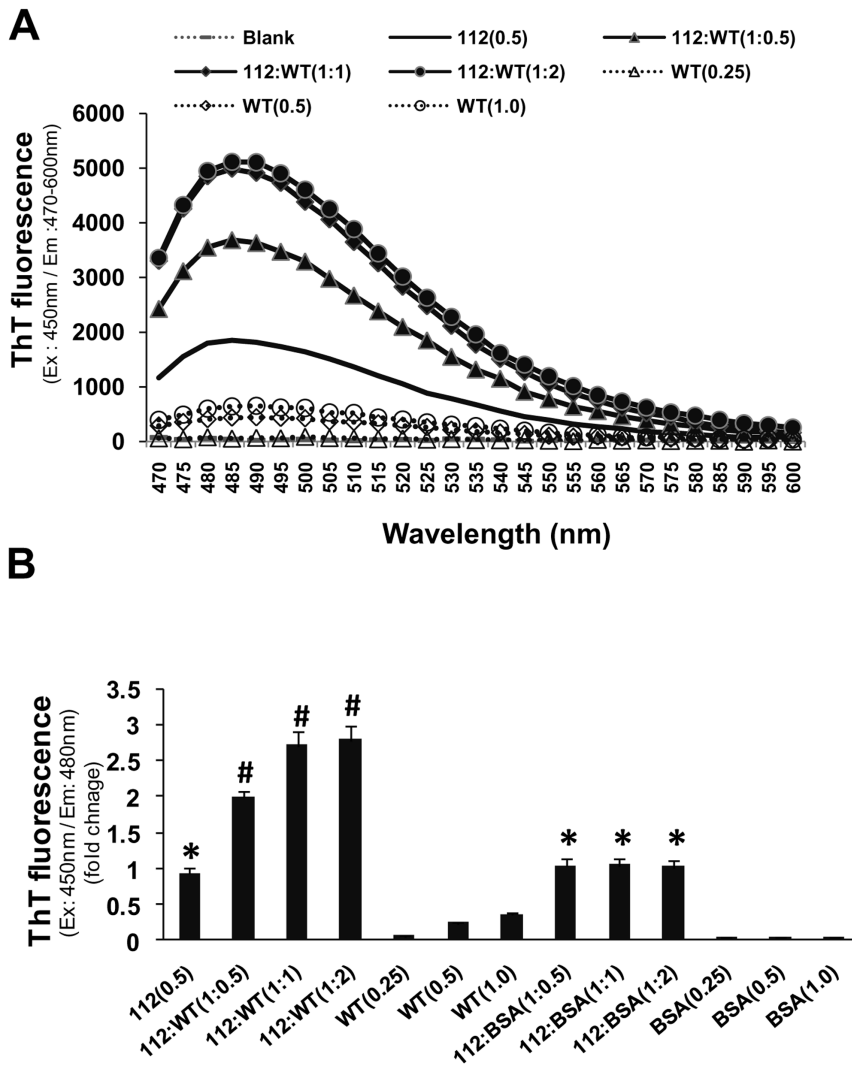 A
Blank 112(0.5) 112:WT(1:0.5)
112:WT(1:1) 112:WT(1:2) WT(0.25)
WT(0.5) WT(1.0)
ThT fluorescence
(Ex : 450nm / Em :470-600nm)
6000
5000
4000
3000
2000
1000
0
470 475 480 485 490 495 500 505 510 515 520 525 530 535 540 545 550 555 560 565 570 575 580 585 590 595 600
Wavelength (nm)
B
ThT fluorescence
(Ex: 450nm / Em: 480nm)
(fold chnage)
3.5
3
2.5
2
1.5
1
0.5
0
* # # # * * *
112(0.5)
112:WT(1:0.5)
112:WT(1:1)
112:WT(1:2)
WT(0.25)
WT(0.5)
WT(1.0)
112:BSA(1:0.5)
112:BSA(1:1)
112:BSA(1:2)
BSA(0.25)
BSA(0.5)
BSA(1.0)